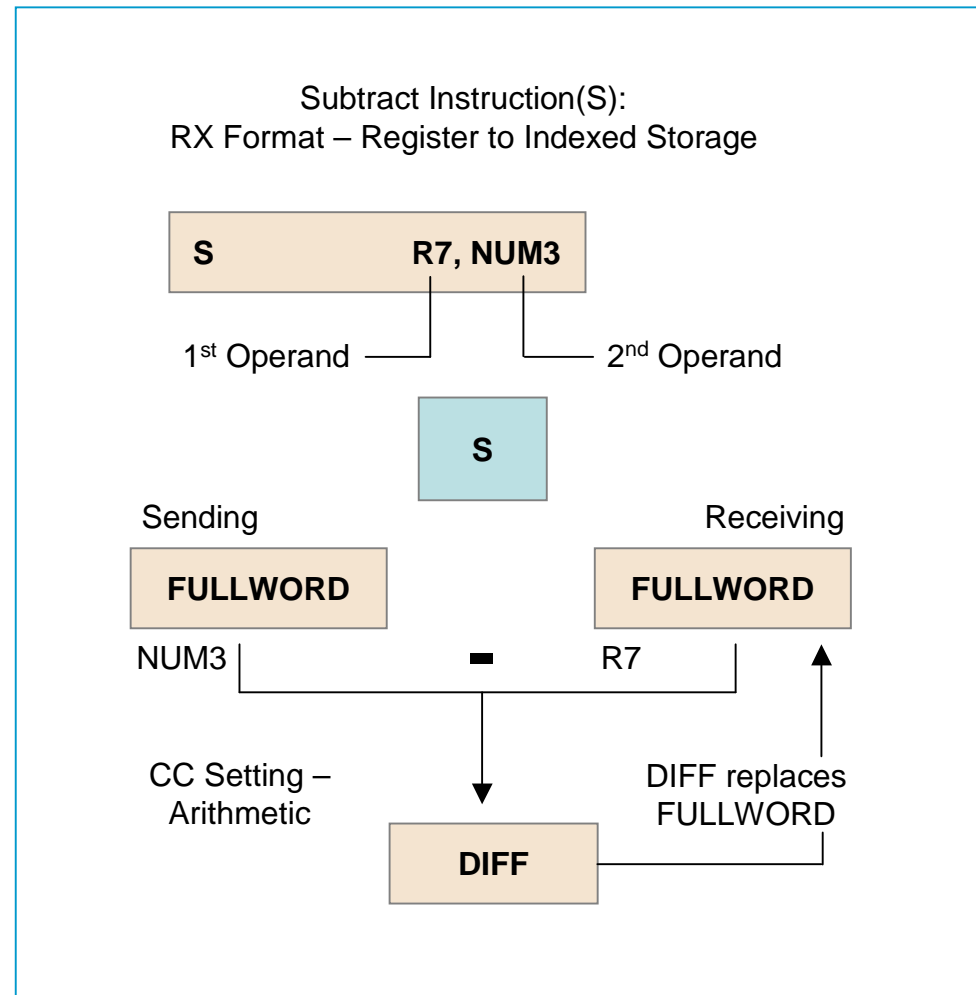 Subtract Instruction(S):
RX Format – Register to Indexed Storage
S R7, NUM3
1st Operand 2nd Operand
S
Sending Receiving
FULLWORD FULLWORD
NUM3 - R7
CC Setting –
Arithmetic
DIFF replaces
FULLWORD
DIFF